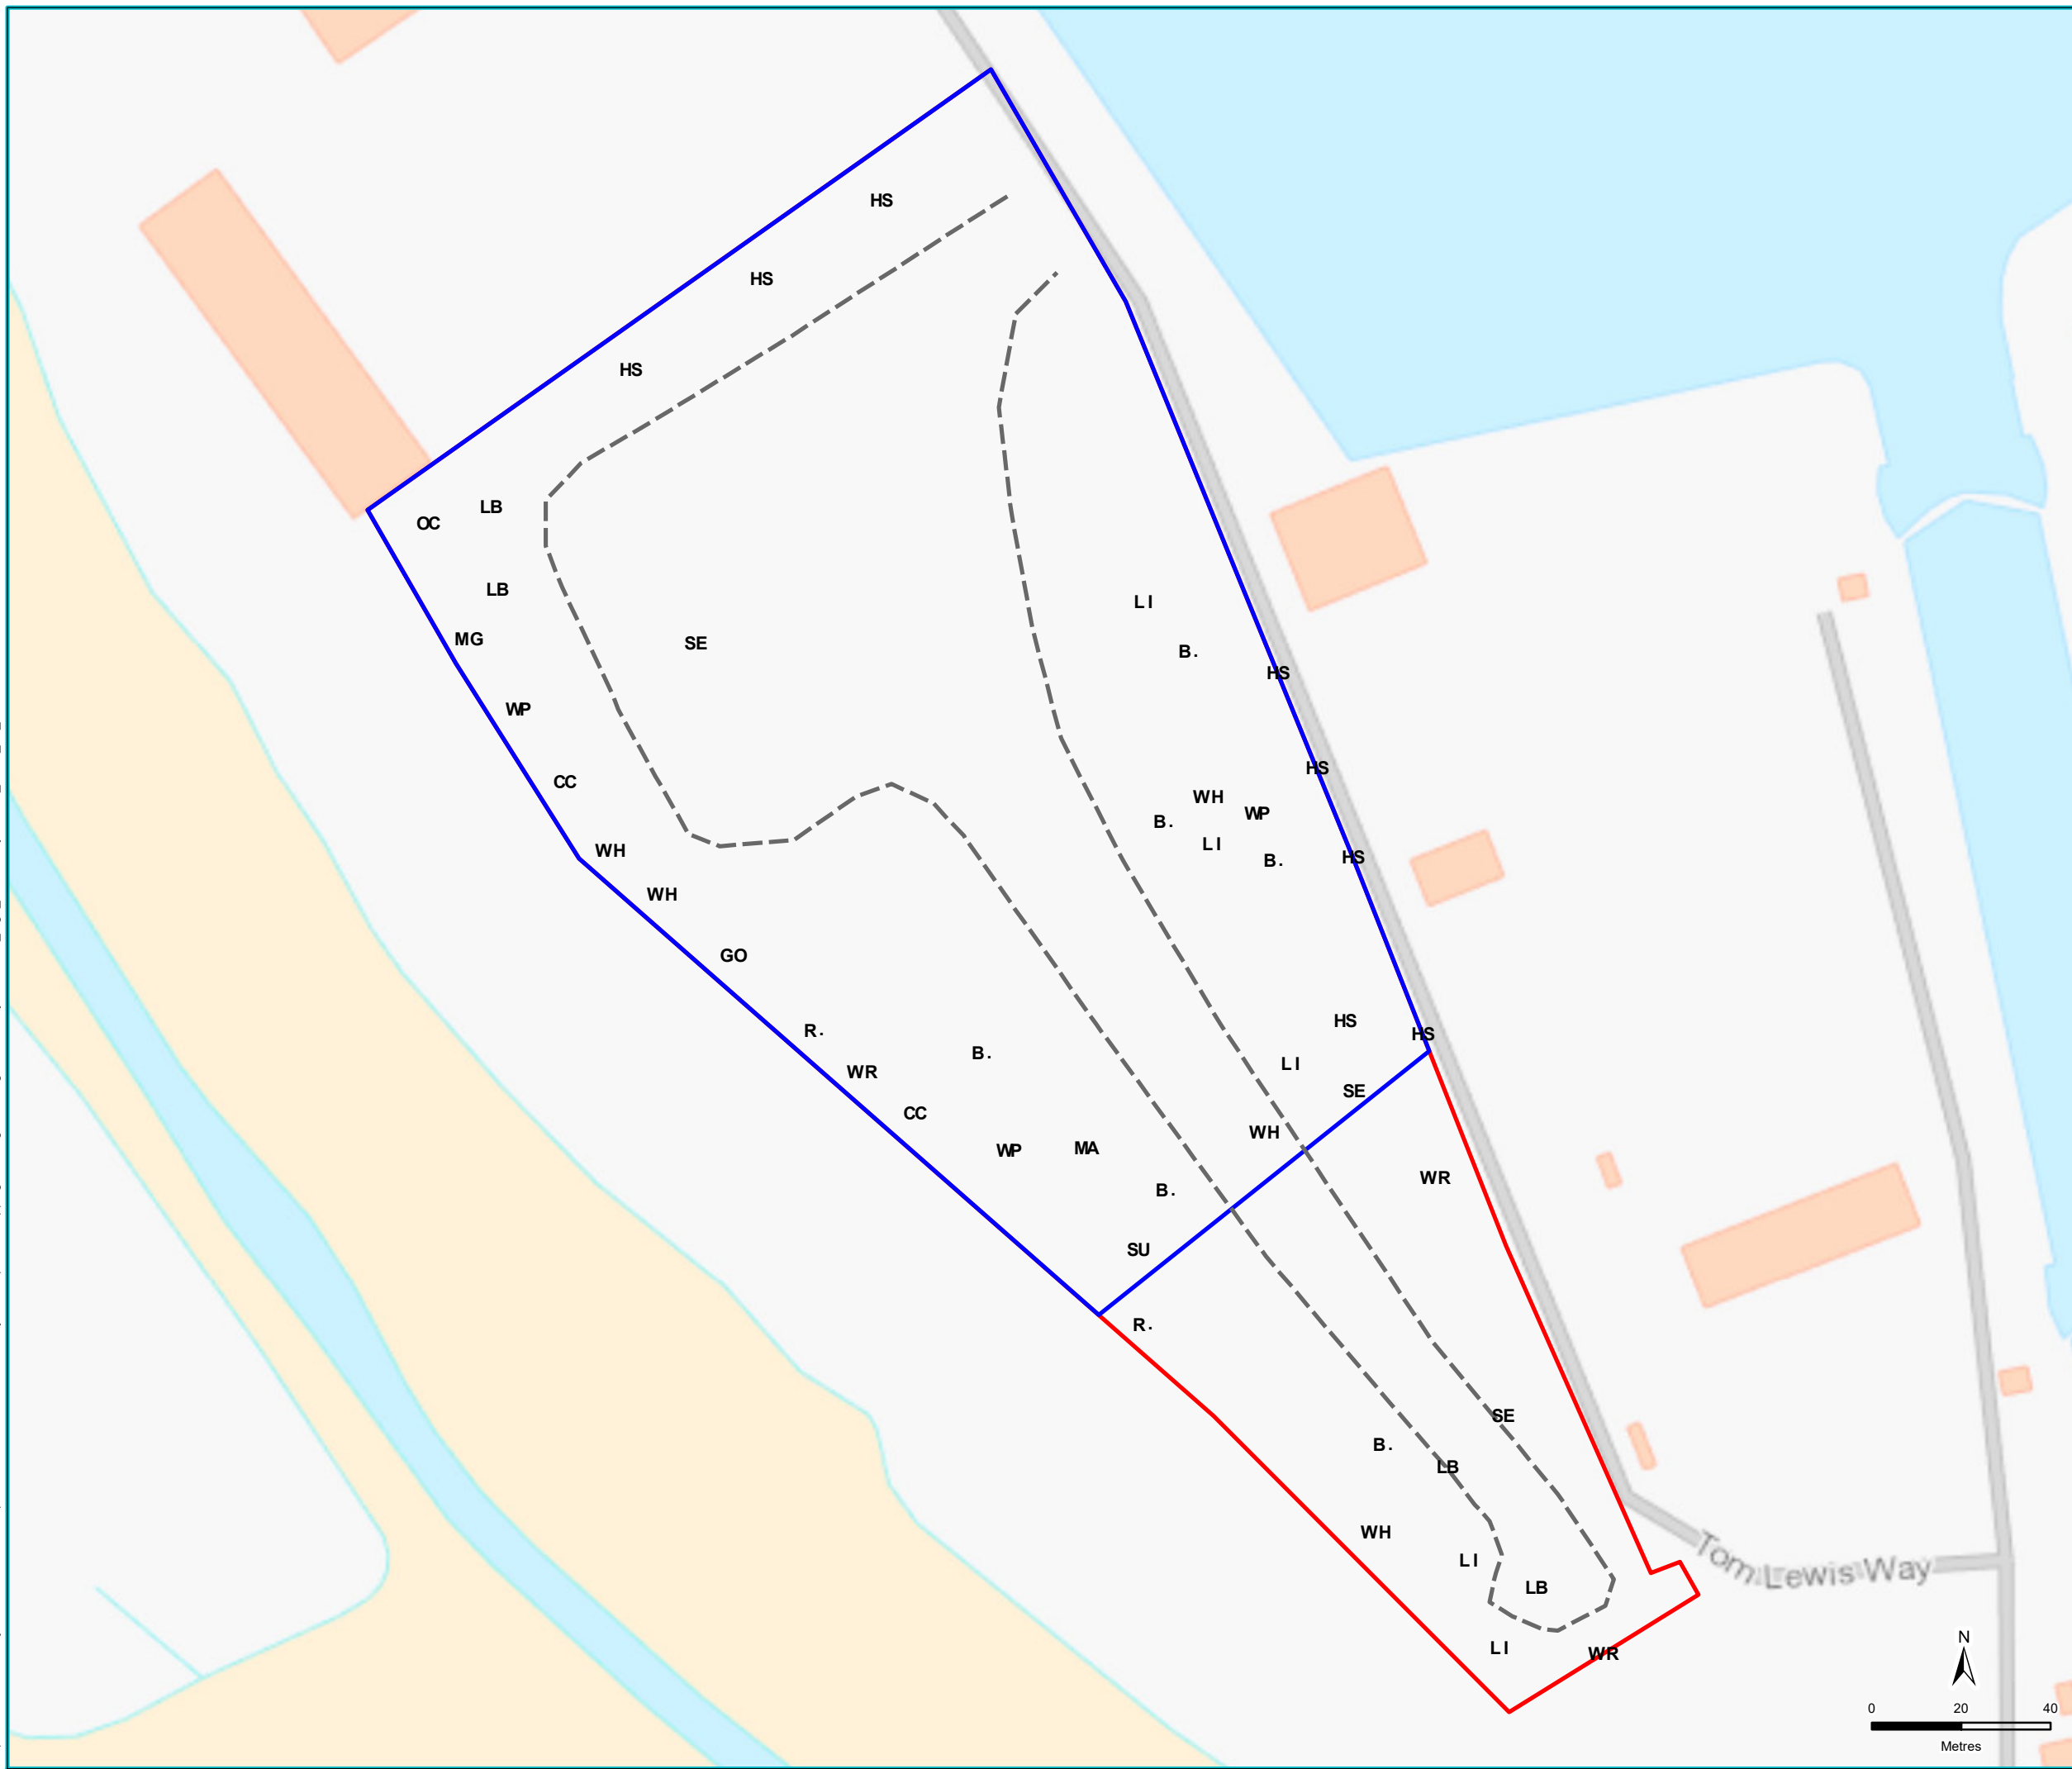 HS
HS
HS
LB
OC
LB
LI
MG
SE
B.
HS
WP
HS
CC
WH
WP
B.
LI
WH
HS
B.
WH
GO
HS
R.
HS
B.
LI
WR
SE
CC
WH
MA
WP
WR
B.
SU
R.
SE
B.
LB
WH
LI
Tom Lewis Way
LB
N
LI
WR
0 20 40
Metres